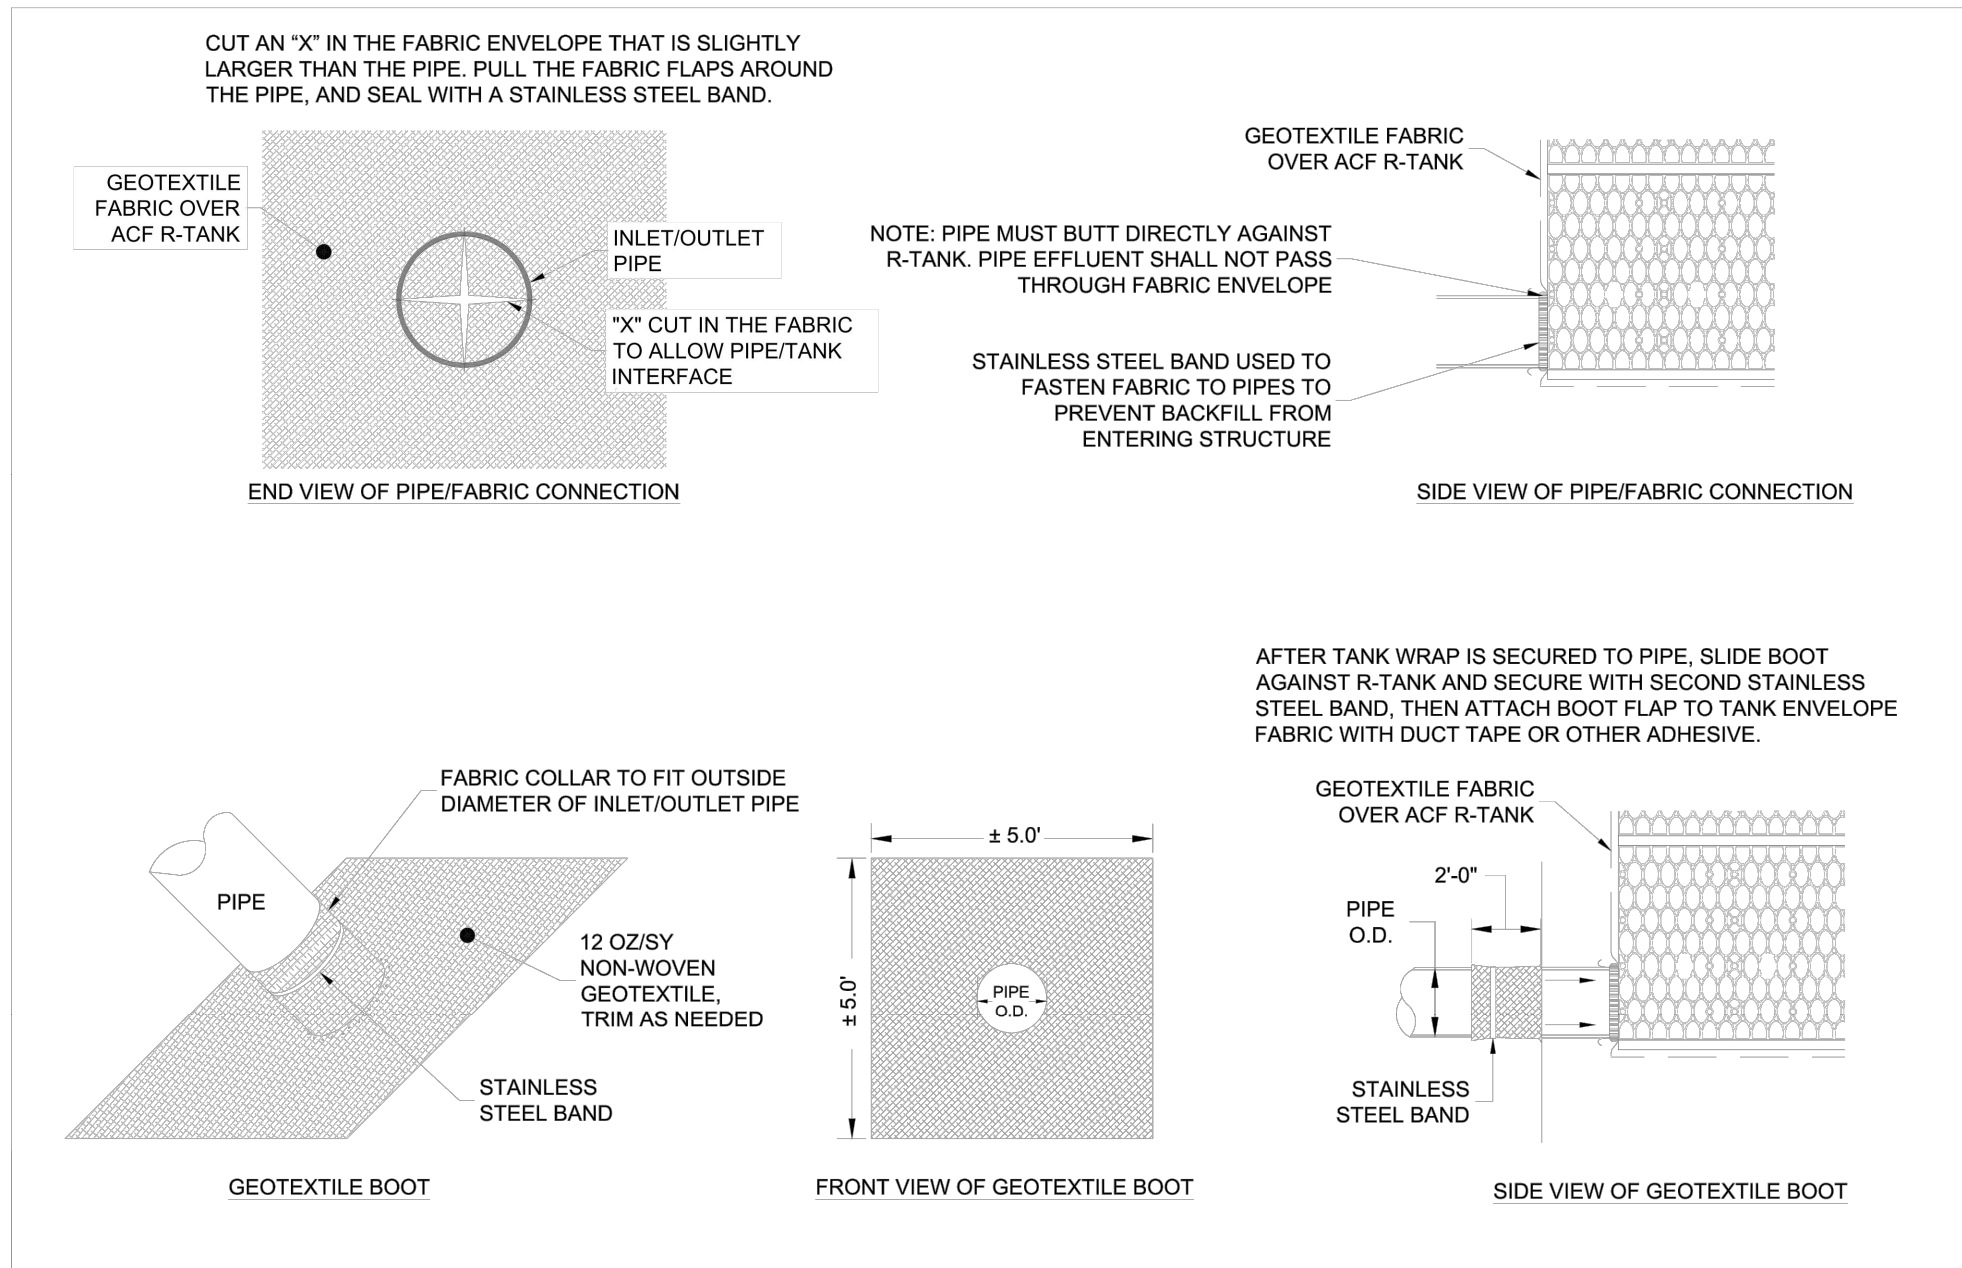 CUT AN “X” IN THE FABRIC ENVELOPE THAT IS SLIGHTLY
LARGER THAN THE PIPE. PULL THE FABRIC FLAPS AROUND
THE PIPE, AND SEAL WITH A STAINLESS STEEL BAND.
GEOTEXTILE
FABRIC OVER
ACF R-TANK
INLET/OUTLET
PIPE
"X" CUT IN THE FABRIC
TO ALLOW PIPE/TANK
INTERFACE
END VIEW OF PIPE/FABRIC CONNECTION
GEOTEXTILE FABRIC
OVER ACF R-TANK
NOTE: PIPE MUST BUTT DIRECTLY AGAINST
R-TANK. PIPE EFFLUENT SHALL NOT PASS
THROUGH FABRIC ENVELOPE
STAINLESS STEEL BAND USED TO
FASTEN FABRIC TO PIPES TO
PREVENT BACKFILL FROM
ENTERING STRUCTURE
SIDE VIEW OF PIPE/FABRIC CONNECTION
FABRIC COLLAR TO FIT OUTSIDE
DIAMETER OF INLET/OUTLET PIPE
PIPE
12 OZ/SY
NON-WOVEN
GEOTEXTILE,
TRIM AS NEEDED
STAINLESS
STEEL BAND
GEOTEXTILE BOOT
± 5.0'
± 5.0'
PIPE
O.D.
FRONT VIEW OF GEOTEXTILE BOOT
AFTER TANK WRAP IS SECURED TO PIPE, SLIDE BOOT
AGAINST R-TANK AND SECURE WITH SECOND STAINLESS
STEEL BAND, THEN ATTACH BOOT FLAP TO TANK ENVELOPE
FABRIC WITH DUCT TAPE OR OTHER ADHESIVE.
GEOTEXTILE FABRIC
OVER ACF R-TANK
2'-0"
PIPE
O.D.
STAINLESS
STEEL BAND
SIDE VIEW OF GEOTEXTILE BOOT